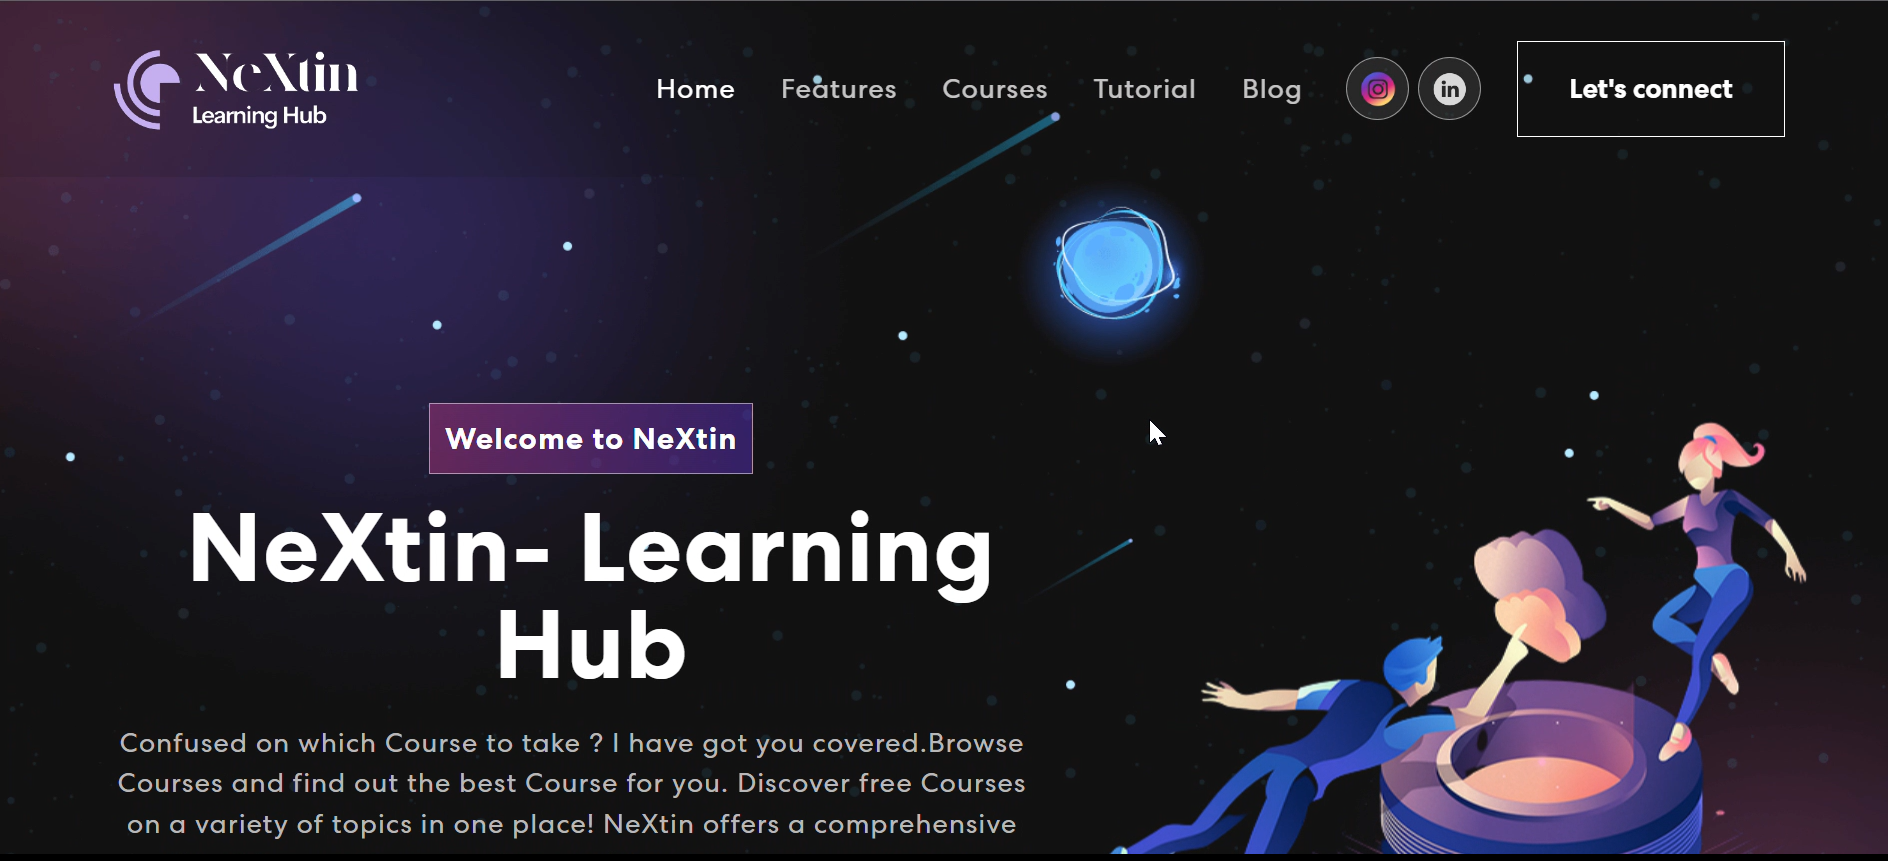 NeXtin
Learning Hub
Home Features Courses Tutorial Blog in Let's connect
Welcome to NeXtin
NeXtin- Learning
Hub
Confused on which Course to take ? I have got you covered.Browse
Courses and find out the best Course for you. Discover free Courses
on a variety of topics in one place! NeXtin offers a comprehensive